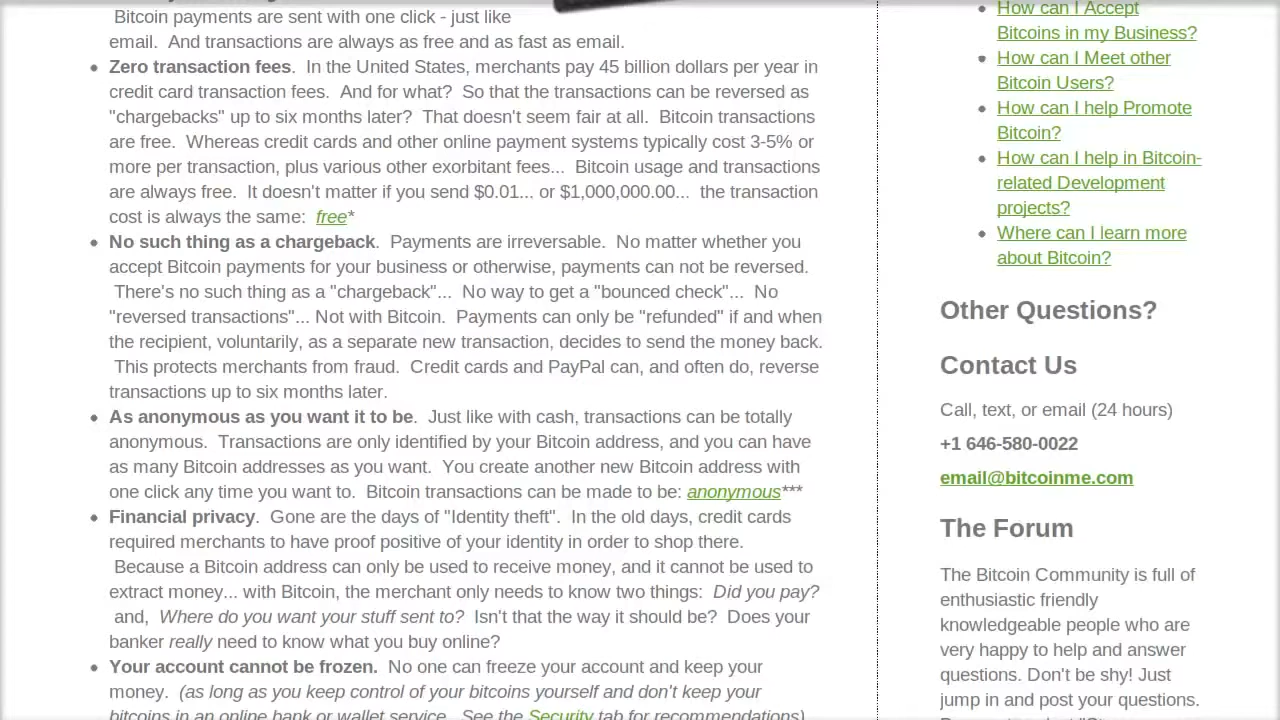 Bitcoin payments are sent with one click - just like
email.  And transactions are always as free and as fast as email.
Zero transaction fees.  In the United States, merchants pay 45 billion dollars per year in
credit card transaction fees.  And for what?  So that the transactions can be reversed as
"chargebacks" up to six months later?  That doesn't seem fair at all.  Bitcoin transactions
are free.  Whereas credit cards and other online payment systems typically cost 3-5% or
more per transaction, plus various other exorbitant fees...  Bitcoin usage and transactions
are always free.  It doesn't matter if you send $0.01... or $1,000,000.00...  the transaction
cost is always the same:  free*
No such thing as a chargeback.  Payments are irreversable.  No matter whether you
accept Bitcoin payments for your business or otherwise, payments can not be reversed.
There's no such thing as a "chargeback"...  No way to get a "bounced check"...  No
"reversed transactions"... Not with Bitcoin.  Payments can only be "refunded" if and when
the recipient, voluntarily, as a separate new transaction, decides to send the money back.
This protects merchants from fraud.  Credit cards and PayPal can, and often do, reverse
transactions up to six months later.
As anonymous as you want it to be.  Just like with cash, transactions can be totally
anonymous.  Transactions are only identified by your Bitcoin address, and you can have
as many Bitcoin addresses as you want.  You create another new Bitcoin address with
one click any time you want to.  Bitcoin transactions can be made to be: anonymous***
Financial privacy.  Gone are the days of "Identity theft".  In the old days, credit cards
required merchants to have proof positive of your identity in order to shop there.
Because a Bitcoin address can only be used to receive money, and it cannot be used to
extract money... with Bitcoin, the merchant only needs to know two things:  Did you pay?
and,  Where do you want your stuff sent to?  Isn't that the way it should be?  Does your
banker really need to know what you buy online?
Your account cannot be frozen.  No one can freeze your account and keep your
money.  (as long as you keep control of your bitcoins yourself and don't keep your
bitcoins in an online bank or wallet service.  See the Security tab for recommendations)
How can I Accept
Bitcoins in my Business?
How can I Meet other
Bitcoin Users?
How can I help Promote
Bitcoin?
How can I help in Bitcoin-
related Development
projects?
Where can I learn more
about Bitcoin?
Other Questions?
Contact Us
Call, text, or email (24 hours)
+1 646-580-0022
email@bitcoinme.com
The Forum
The Bitcoin Community is full of
enthusiastic friendly
knowledgeable people who are
very happy to help and answer
questions. Don't be shy! Just
jump in and post your questions.